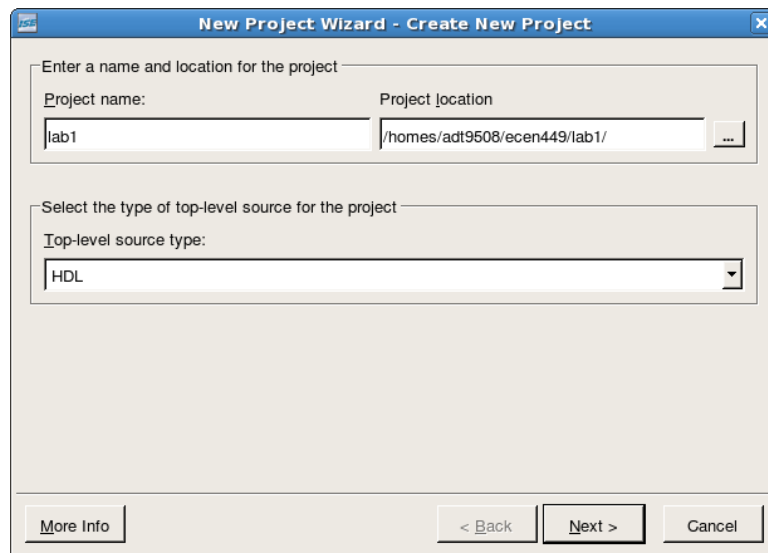 ISE New Project Wizard - Create New Project X
Enter a name and location for the project
Project name: Project location
lab1 /homes/adt9508/ecen449/lab1/ ...
Select the type of top-level source for the project
Top-level source type:
HDL
More Info < Back Next > Cancel